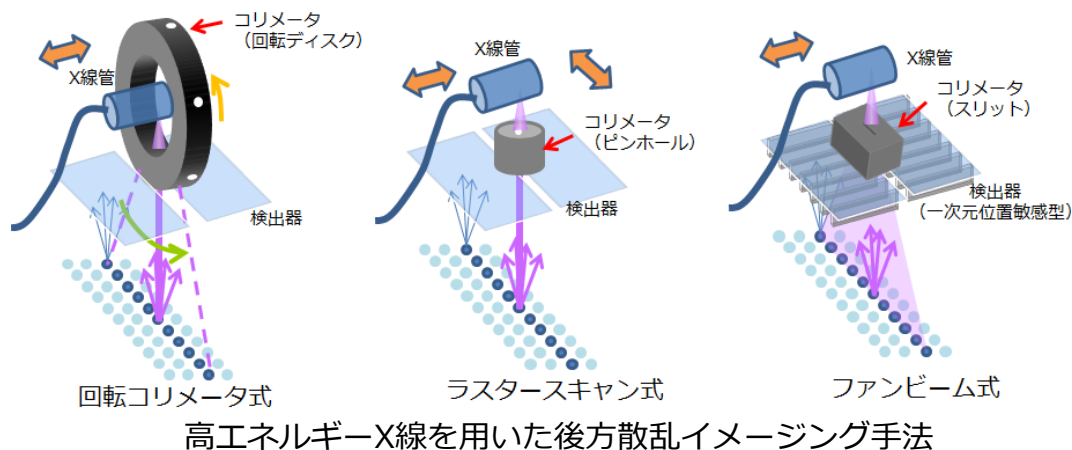 コリメータ
（回転ディスク）
X線管
検出器
回転コリメータ式
X線管
コリメータ
（ピンホール）
検出器
ラスタースキャン式
X線管
コリメータ
（スリット）
検出器
（一次元位置敏感型）
ファンビーム式
高エネルギーX線を用いた後方散乱イメージング手法